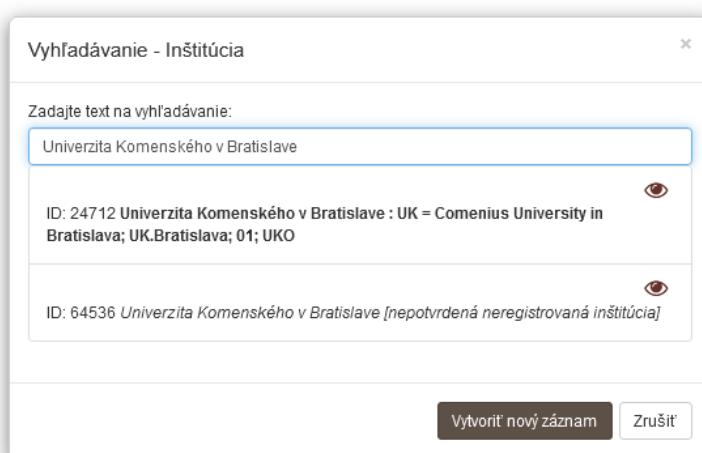 Vyhľadávanie - Inštitúcia
×
Zadajte text na vyhľadávanie:
Univerzita Komenského v Bratislave
ID: 24712 Univerzita Komenského v Bratislave : UK = Comenius University in
Bratislava; UK.Bratislava; 01; UKO
ID: 64536 Univerzita Komenského v Bratislave [nepotvrdená neregistrovaná inštitúcia]
Vytvoriť nový záznam
Zrušiť